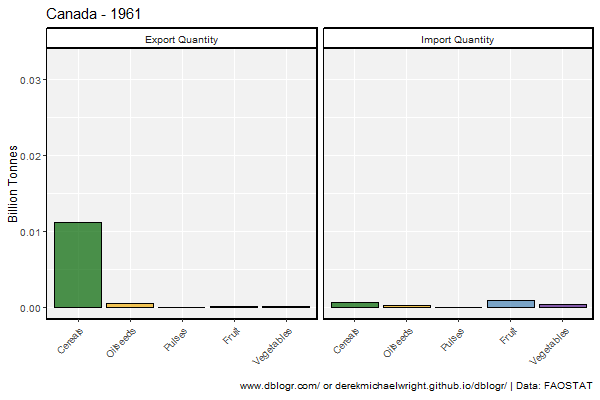 Canada - 1961
Export Quantity
Import Quantity
Billion Tonnes
0.03
0.02
0.01
0.00
Cereals
Oilseeds
Pulses
Fruit
Vegetables
Cereals
Oilseeds
Pulses
Fruit
Vegetables
www.dblogr.com/ or derekmichaelwright.github.io/dblogr/ | Data: FAOSTAT